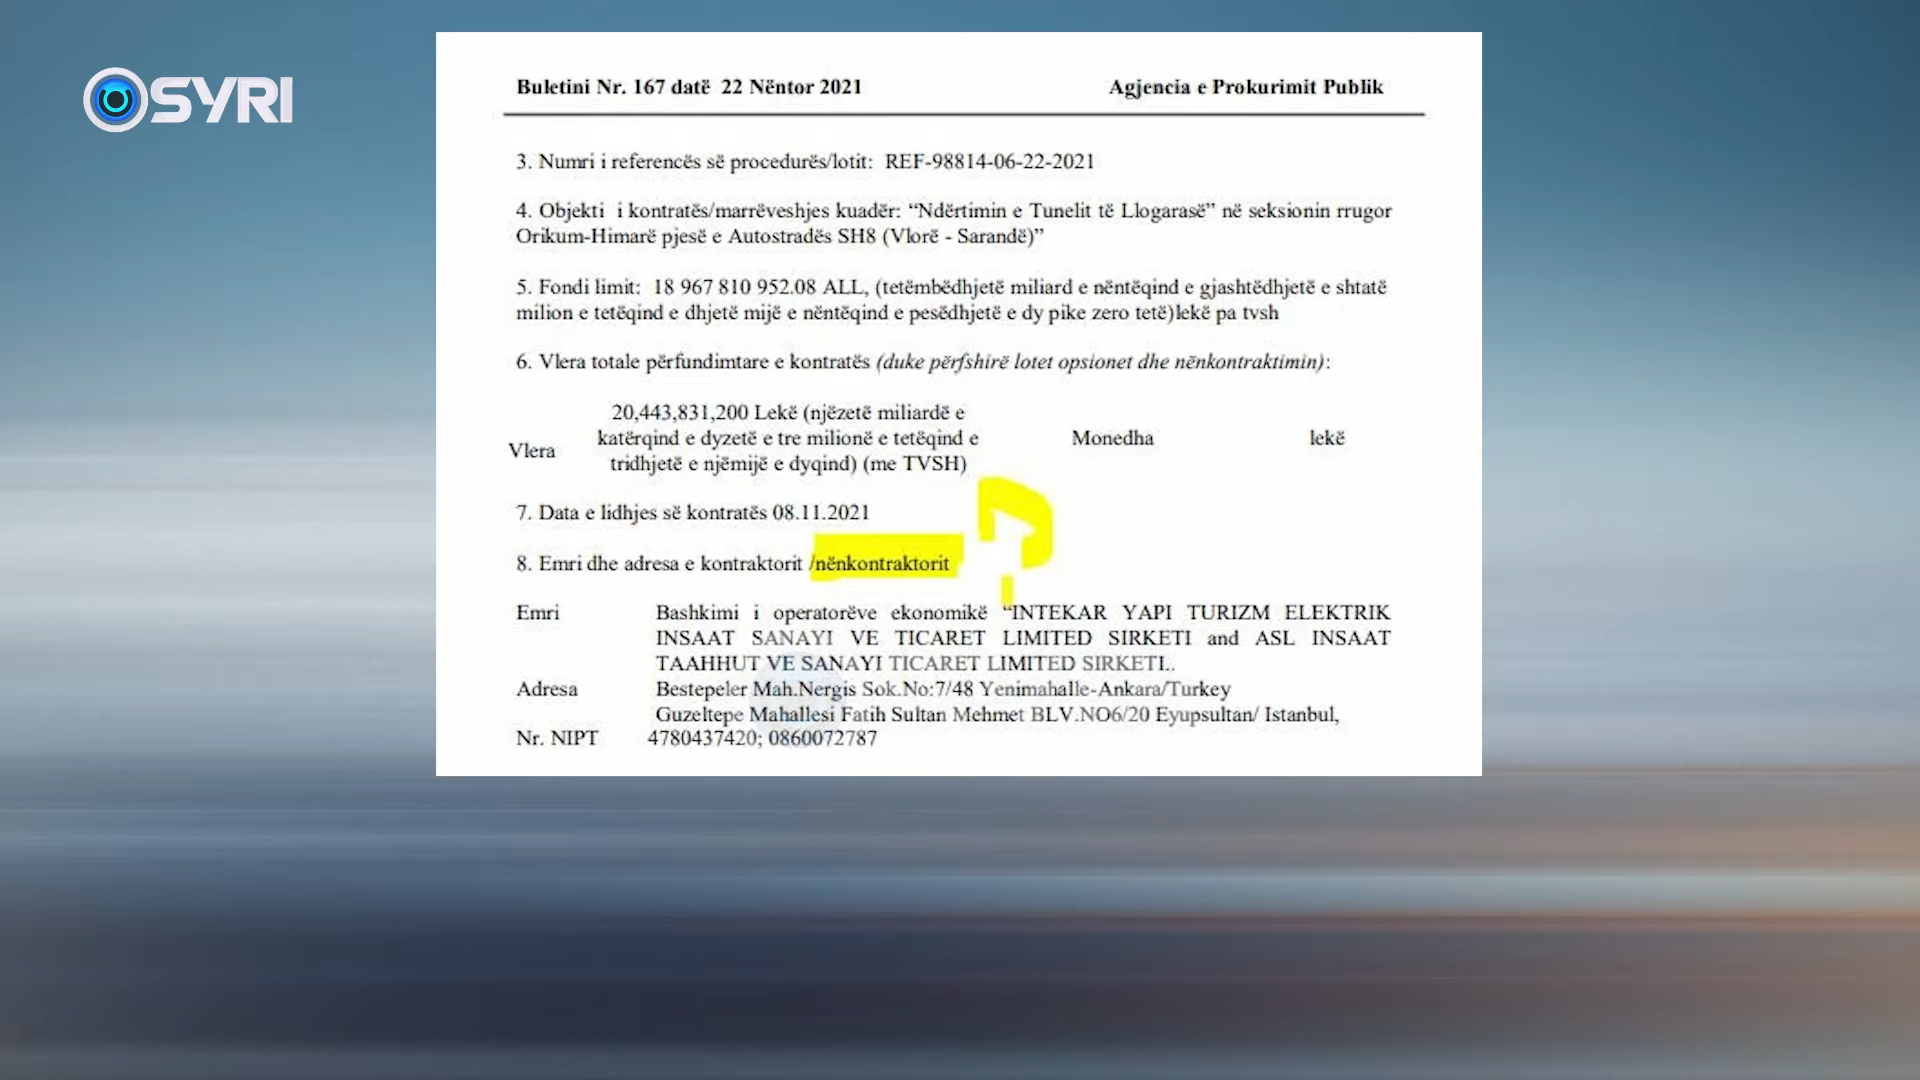 SYRI
Buletini Nr. 167 datë 22 Nëntor 2021
Agjencia e Prokurimit Publik
3. Numri i referencës së procedurës/lotit: REF-98814-06-22-2021
4. Objekti i kontratës/marrëveshjes kuadër: “Ndërtimin e Tunelit të Llogarasë” në seksionin rrugor
Orikum-Himarë pjesë e Autostradës SH8 (Vlorë - Sarandë)”
5. Fondi limit: 18 967 810 952.08 ALL, (tetëmbëdhjetë miliard e nëntëqind e gjashtëdhjetë e shtatë
milion e tetëqind e dhjetë mijë e nëntëqind e pesëdhjetë e dy pike zero tetë)lekë pa tvsh
6. Vlera totale përfundimtare e kontratës (duke përfshirë lotet opsionet dhe nënkontraktimin):
20,443,831,200 Lekë (njëzetë miliardë e
katërqind e dyzetë e tre milionë e tetëqind e
tridhjetë e njëmijë e dyqind) (me TVSH)
Vlera
Monedha
lekë
7. Data e lidhjes së kontratës 08.11.2021
?
8. Emri dhe adresa e kontraktorit /nënkontraktorit
Emri Bashkimi i operatorëve ekonomikë “INTEKAR YAPI TURIZM ELEKTRIK
INSAAT SANAYI VE TICARET LIMITED SIRKETI and ASL INSAAT
TAAHHUT VE SANAYI TICARET LIMITED SIRKETI..
Adresa Bestepeler Mah.Nergis Sok.No:7/48 Yenimahalle-Ankara/Turkey
Guzeltepe Mahallesi Fatih Sultan Mehmet BLV.NO6/20 Eyupsultan/ Istanbul,
Nr. NIPT 4780437420; 0860072787